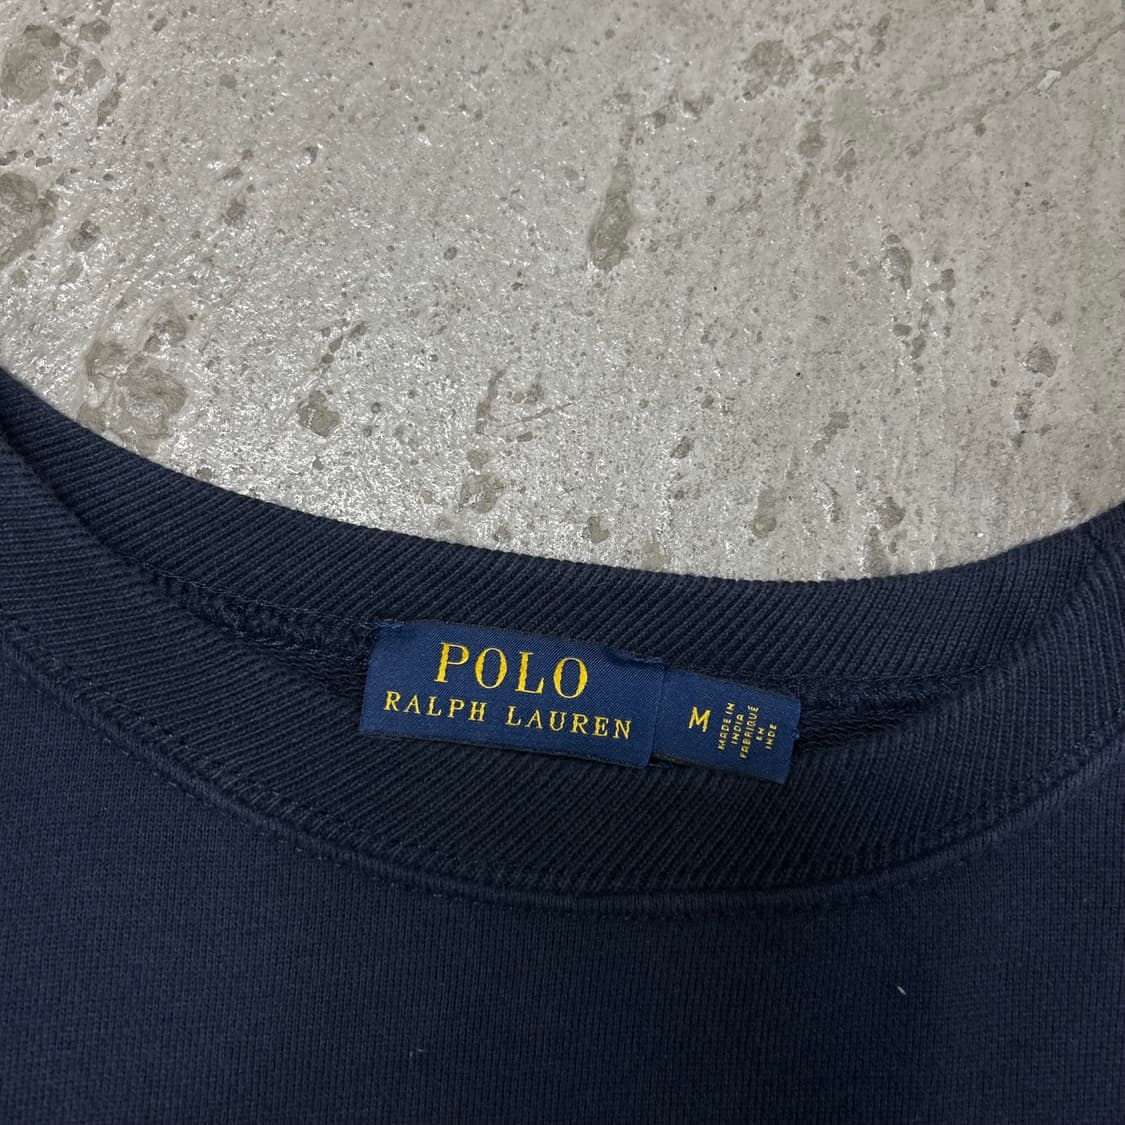 POLO
RALPH LAUREN
M
MADE IN
INDIA
FABRIQUÉ
EN
INDE